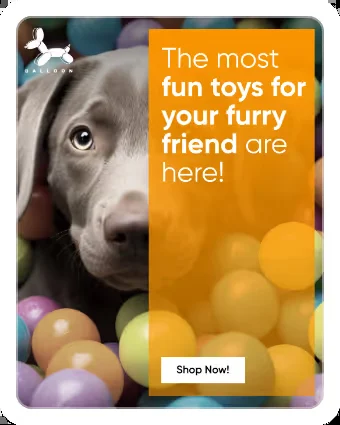 BALLOON
The most
fun toys for
your furry
friend are
here!
Shop Now!